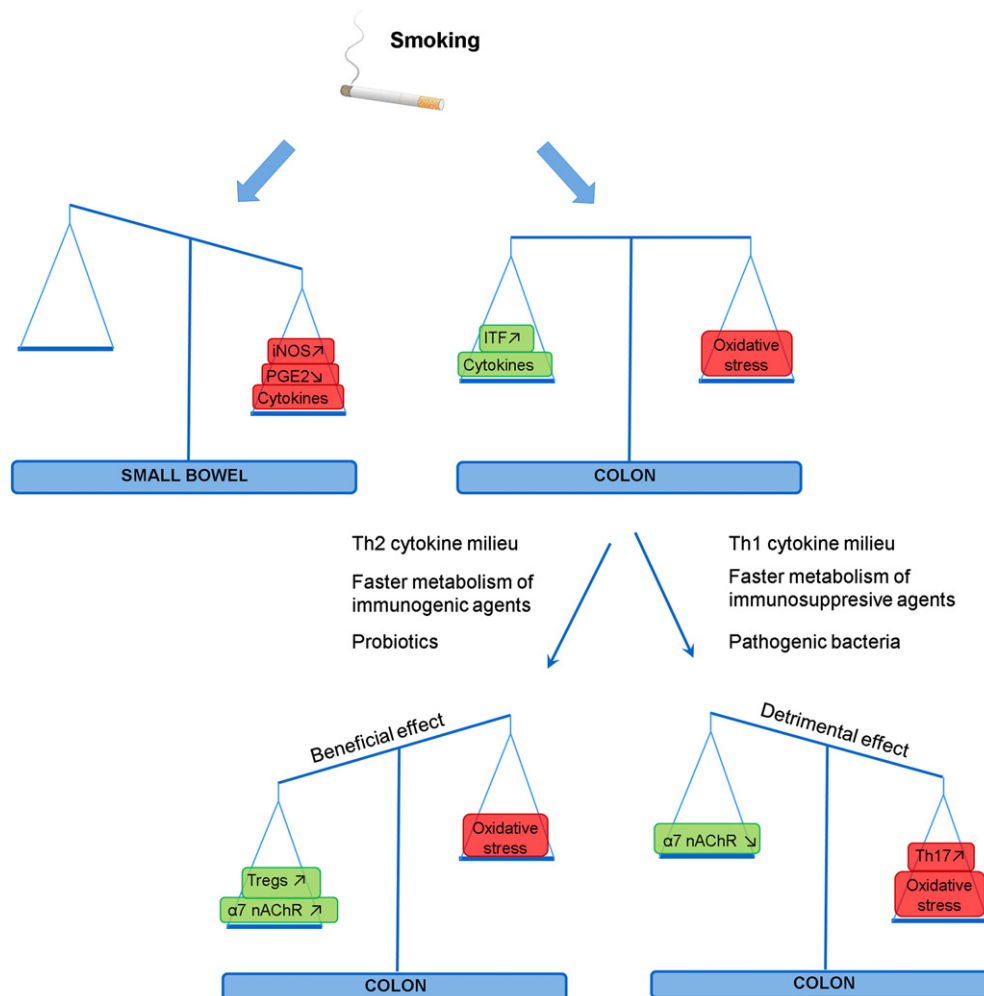 Smoking
iNOS↗
PGE2↘
Cytokines
SMALL BOWEL
ITF↗
Cytokines
Oxidative
stress
COLON
Th2 cytokine milieu
Faster metabolism of
immunogenic agents
Probiotics
Th1 cytokine milieu
Faster metabolism of
immunosuppresive agents
Pathogenic bacteria
Beneficial effect
Tregs ↗
α7 nAChR ↗
Oxidative
stress
COLON
Detrimental effect
α7 nAChR ↘
Th17↗
Oxidative
stress
COLON